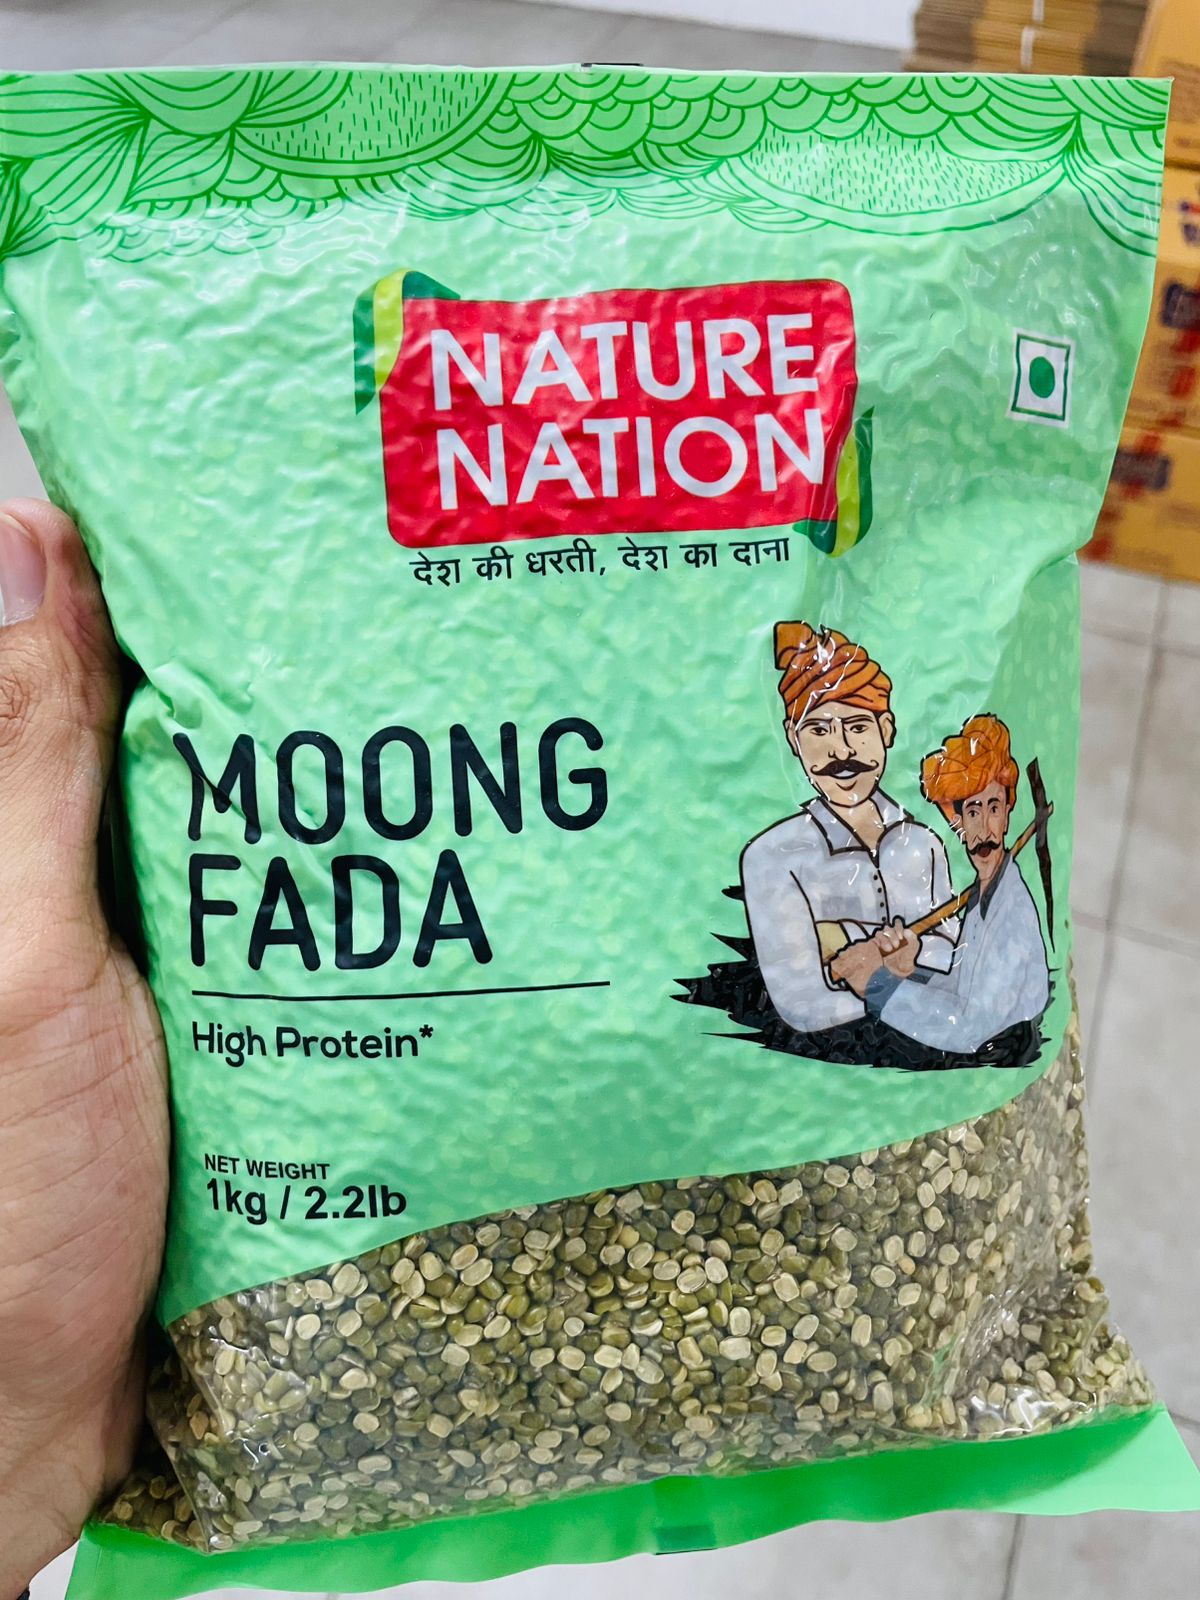 NATURE
NATION
देश की धरती, देश का दाना
MOONG
FADA
High Protein*
NET WEIGHT
1kg / 2.2lb